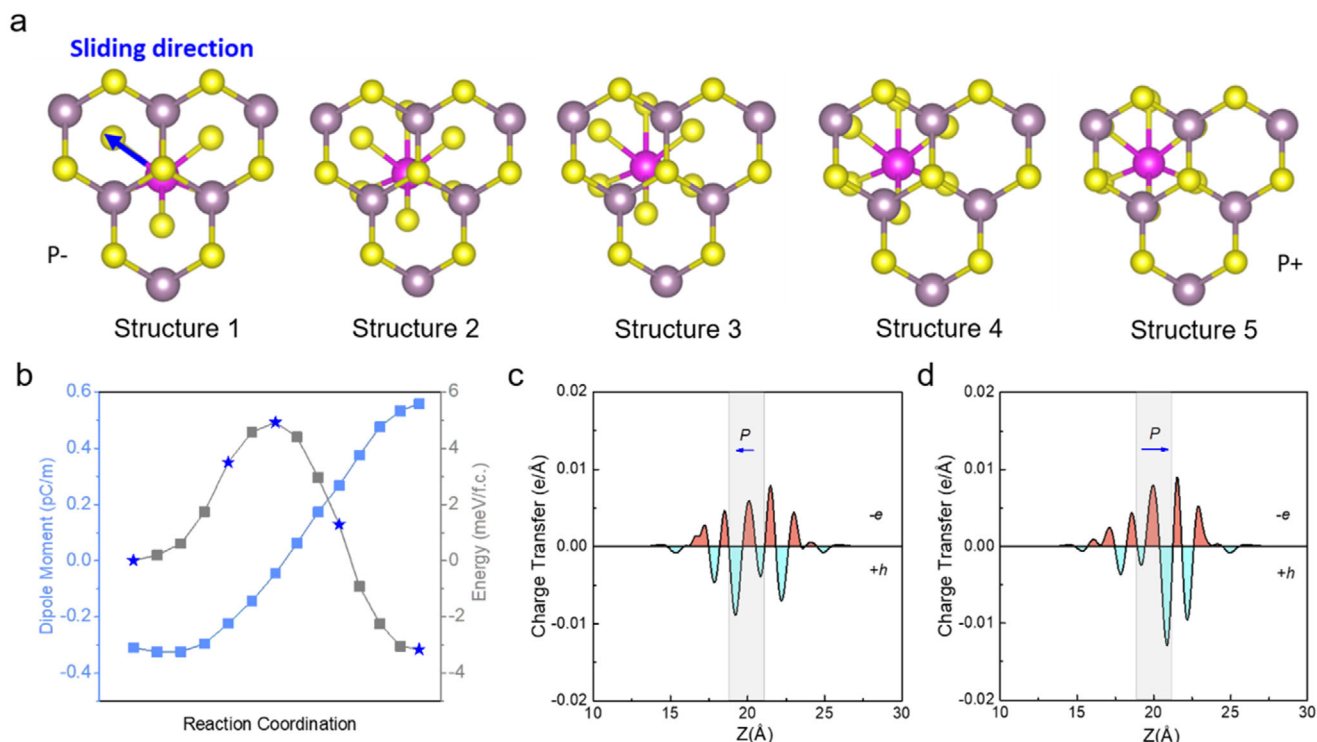 a
Sliding direction
P-
P+
Structure 1
Structure 2
Structure 3
Structure 4
Structure 5
b
Dipole Moment (pC/m)
0.6
0.4
0.2
0.0
-0.2
-0.4
6
4
2
0
-2
-4
Energy (meV/f.c.)
Reaction Coordination
c
Charge Transfer (e/Å)
0.02
0.01
0.00
-0.01
-0.02
P
-e
+h
10
15
20
25
30
Z(Å)
d
Charge Transfer (e/Å)
0.02
0.01
0.00
-0.01
-0.02
P
-e
+h
10
15
20
25
30
Z(Å)